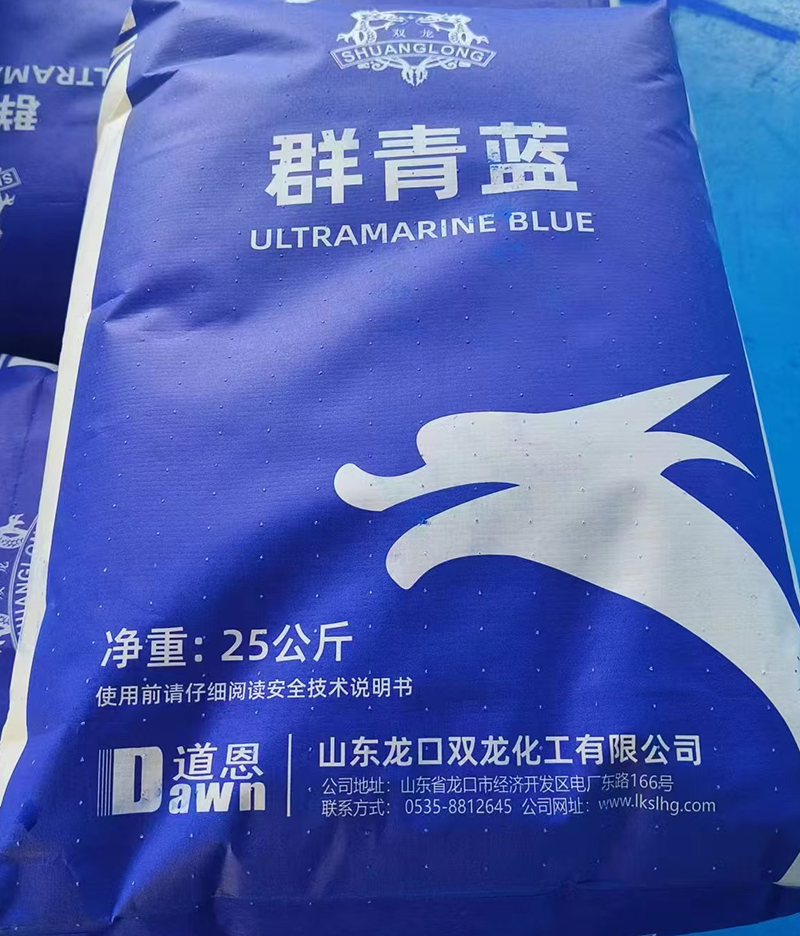 双龙
SHUANGLONG
群青蓝
ULTRAMARINE BLUE
净重: 25公斤
使用前请仔细阅读安全技术说明书
道恩
Dawn
山东龙口双龙化工有限公司
公司地址: 山东省龙口市经济开发区电厂东路166号
联系方式: 0535-8812645 公司网址: www.lkslhg.com
ULTRAMA
群
HUANGLONG